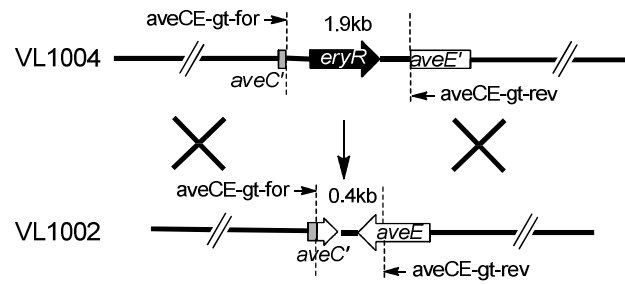 aveCE-gt-for 1.9kb
VL1004 eryR aveE'
aveC'
aveCE-gt-rev
aveCE-gt-for 0.4kb
VL1002 aveE
aveC'
aveCE-gt-rev